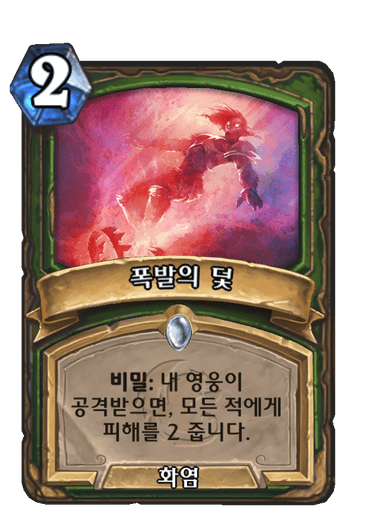 2
폭발의 덫
비밀: 내 영웅이
공격받으면, 모든 적에게
피해를 2 줍니다.
화염